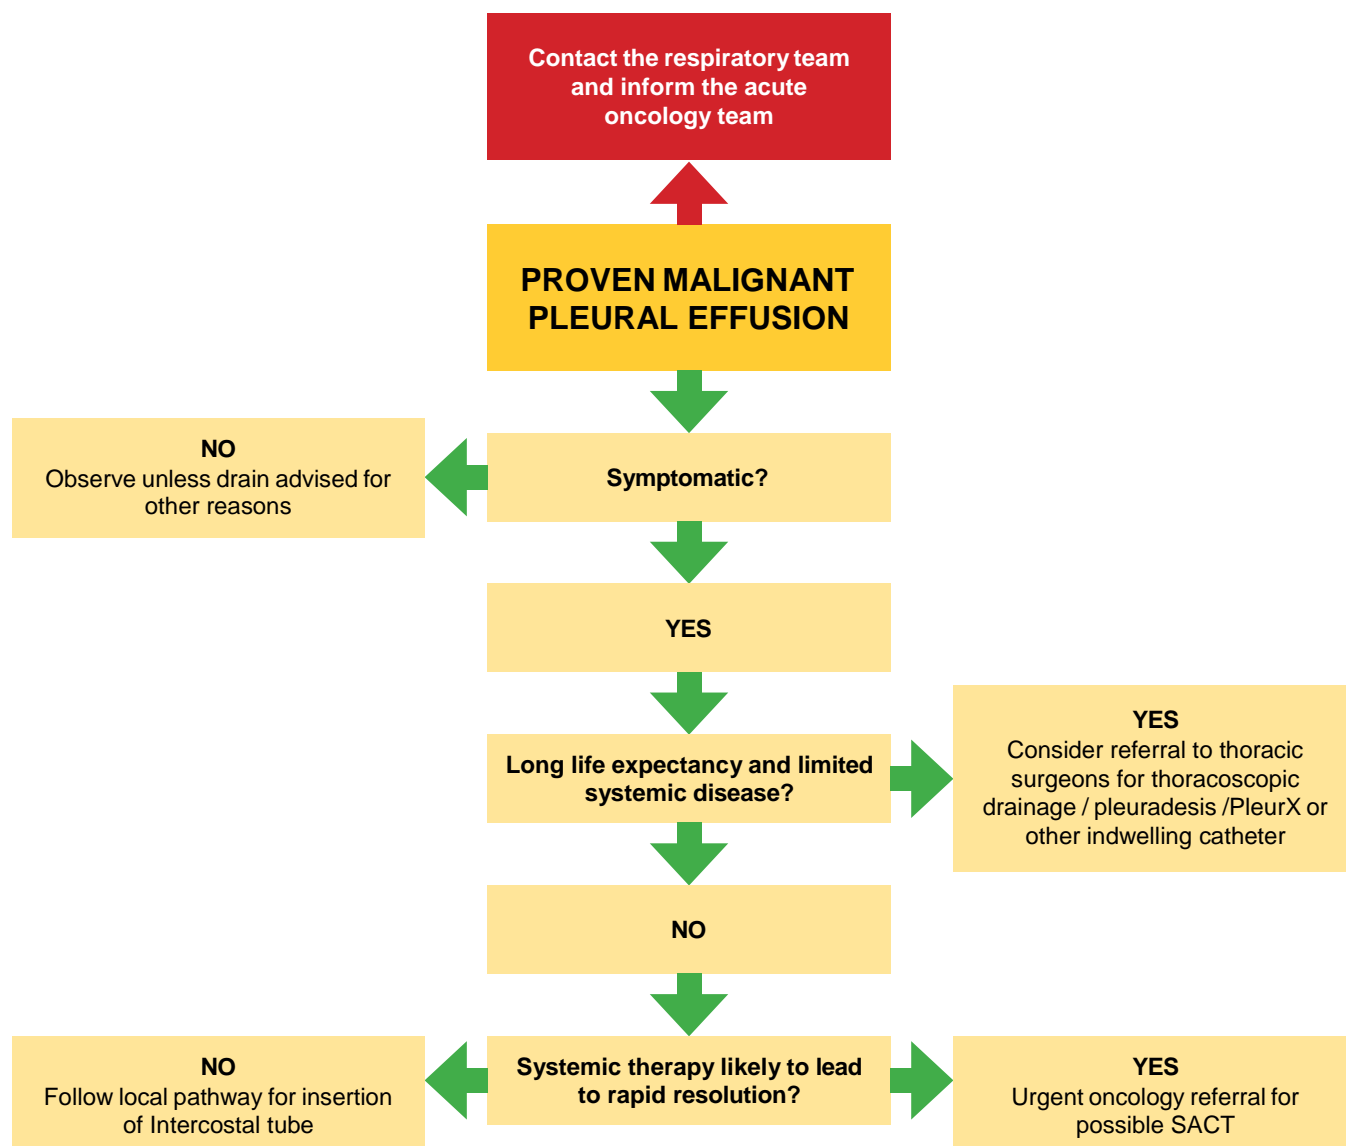 Contact the respiratory team
and inform the acute
oncology team
PROVEN MALIGNANT
PLEURAL EFFUSION
NO
Observe unless drain advised for
other reasons
Symptomatic?
YES
Long life expectancy and limited
systemic disease?
YES
Consider referral to thoracic
surgeons for thoracoscopic
drainage / pleuradesis /PleurX or
other indwelling catheter
NO
NO
Follow local pathway for insertion
of Intercostal tube
Systemic therapy likely to lead
to rapid resolution?
YES
Urgent oncology referral for
possible SACT